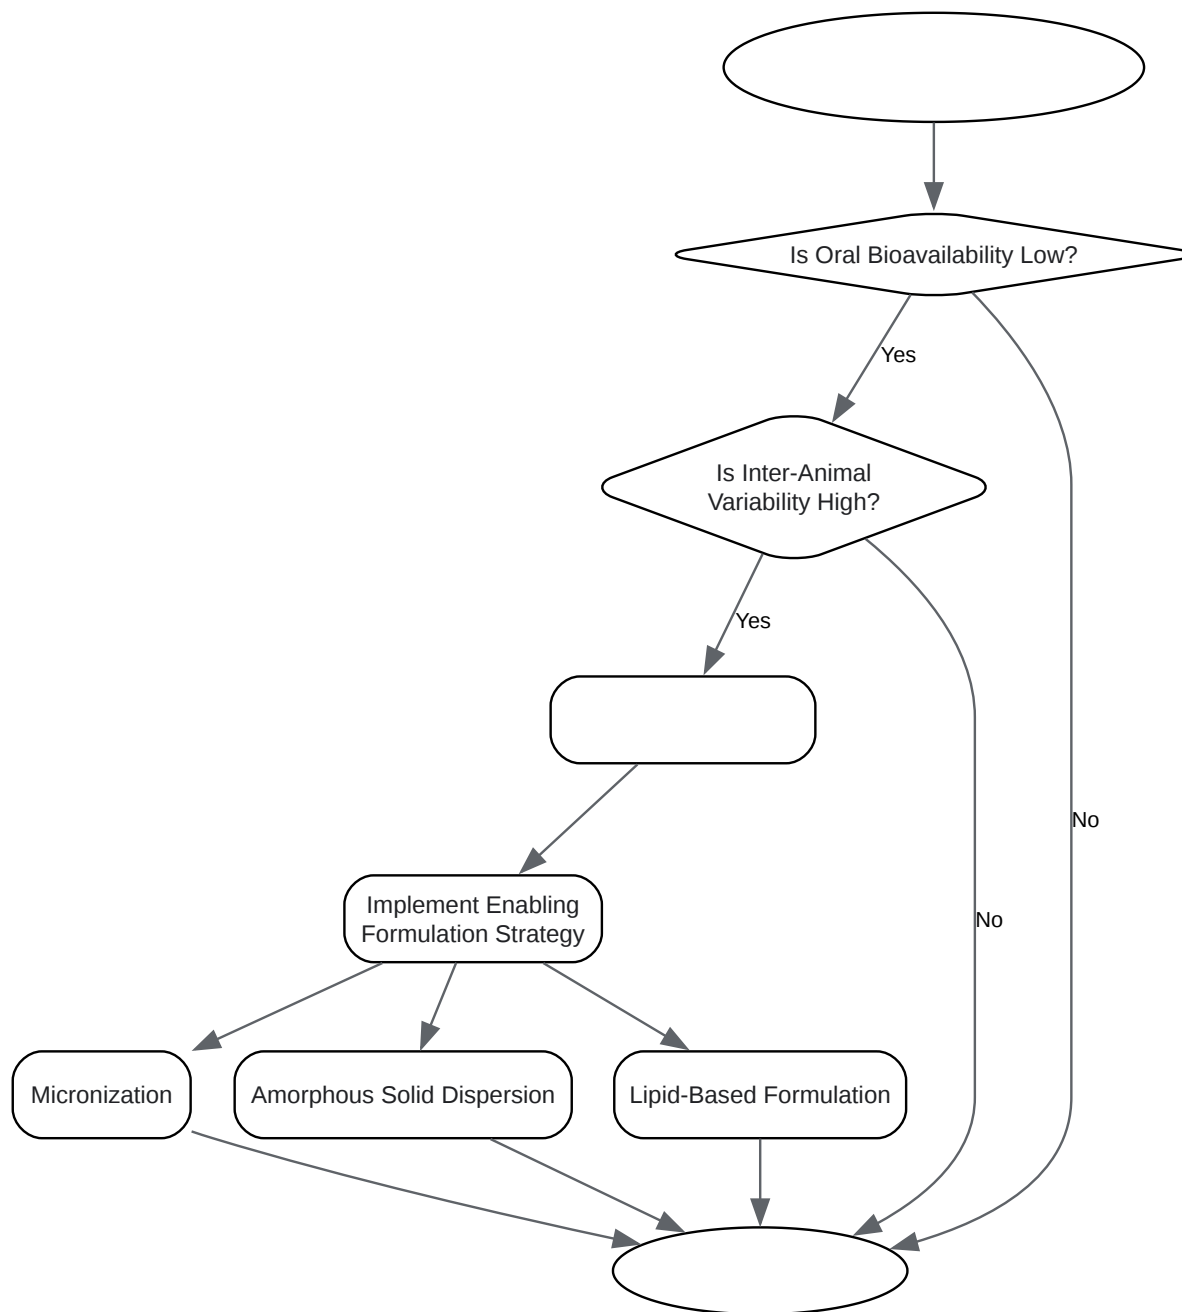 Is Oral Bioavailability Low?
Yes
Is Inter-Animal
Variability High?
Yes
No
No
Implement Enabling
Formulation Strategy
Micronization
Amorphous Solid Dispersion
Lipid-Based Formulation